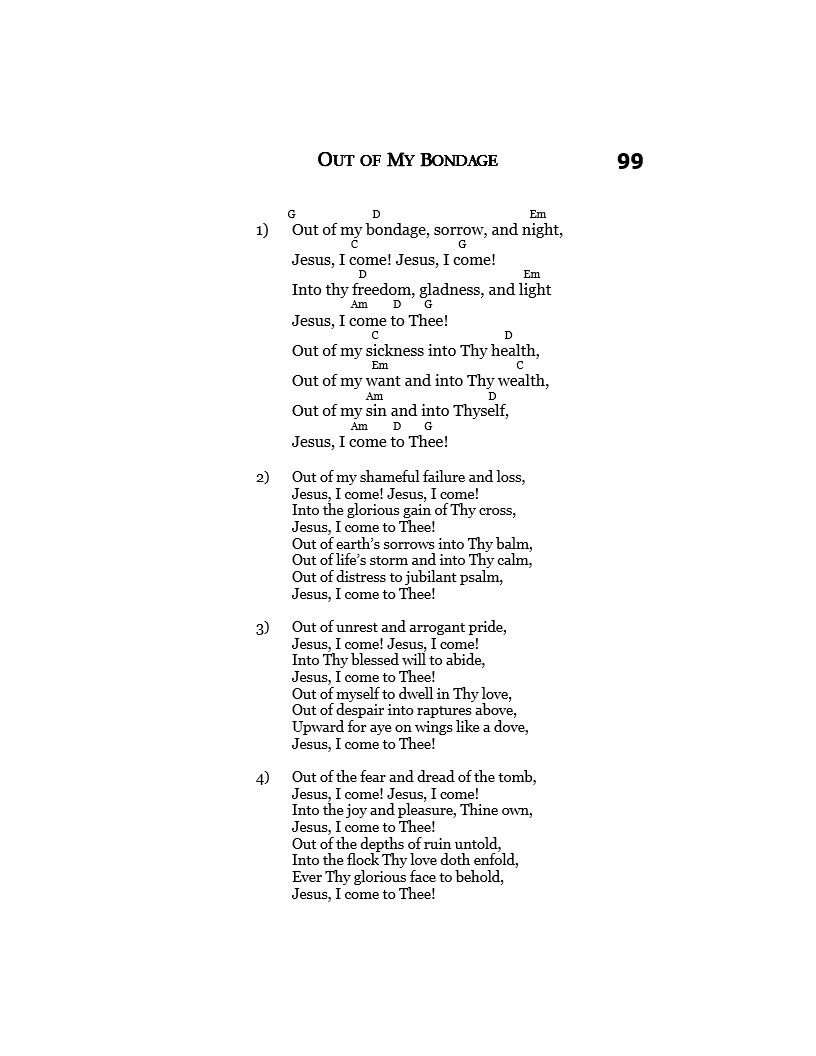 OUT OF MY BONDAGE 99
G D Em
1) Out of my bondage, sorrow, and night,
C G
Jesus, I come! Jesus, I come!
D Em
Into thy freedom, gladness, and light
Am D G
Jesus, I come to Thee!
C D
Out of my sickness into Thy health,
Em C
Out of my want and into Thy wealth,
Am D
Out of my sin and into Thyself,
Am D G
Jesus, I come to Thee!
2) Out of my shameful failure and loss,
Jesus, I come! Jesus, I come!
Into the glorious gain of Thy cross,
Jesus, I come to Thee!
Out of earth’s sorrows into Thy balm,
Out of life’s storm and into Thy calm,
Out of distress to jubilant psalm,
Jesus, I come to Thee!
3) Out of unrest and arrogant pride,
Jesus, I come! Jesus, I come!
Into Thy blessed will to abide,
Jesus, I come to Thee!
Out of myself to dwell in Thy love,
Out of despair into raptures above,
Upward for aye on wings like a dove,
Jesus, I come to Thee!
4) Out of the fear and dread of the tomb,
Jesus, I come! Jesus, I come!
Into the joy and pleasure, Thine own,
Jesus, I come to Thee!
Out of the depths of ruin untold,
Into the flock Thy love doth enfold,
Ever Thy glorious face to behold,
Jesus, I come to Thee!